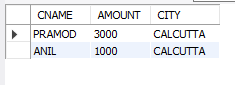 CNAME AMOUNT CITY
PRAMOD 3000 CALCUTTA
ANIL 1000 CALCUTTA